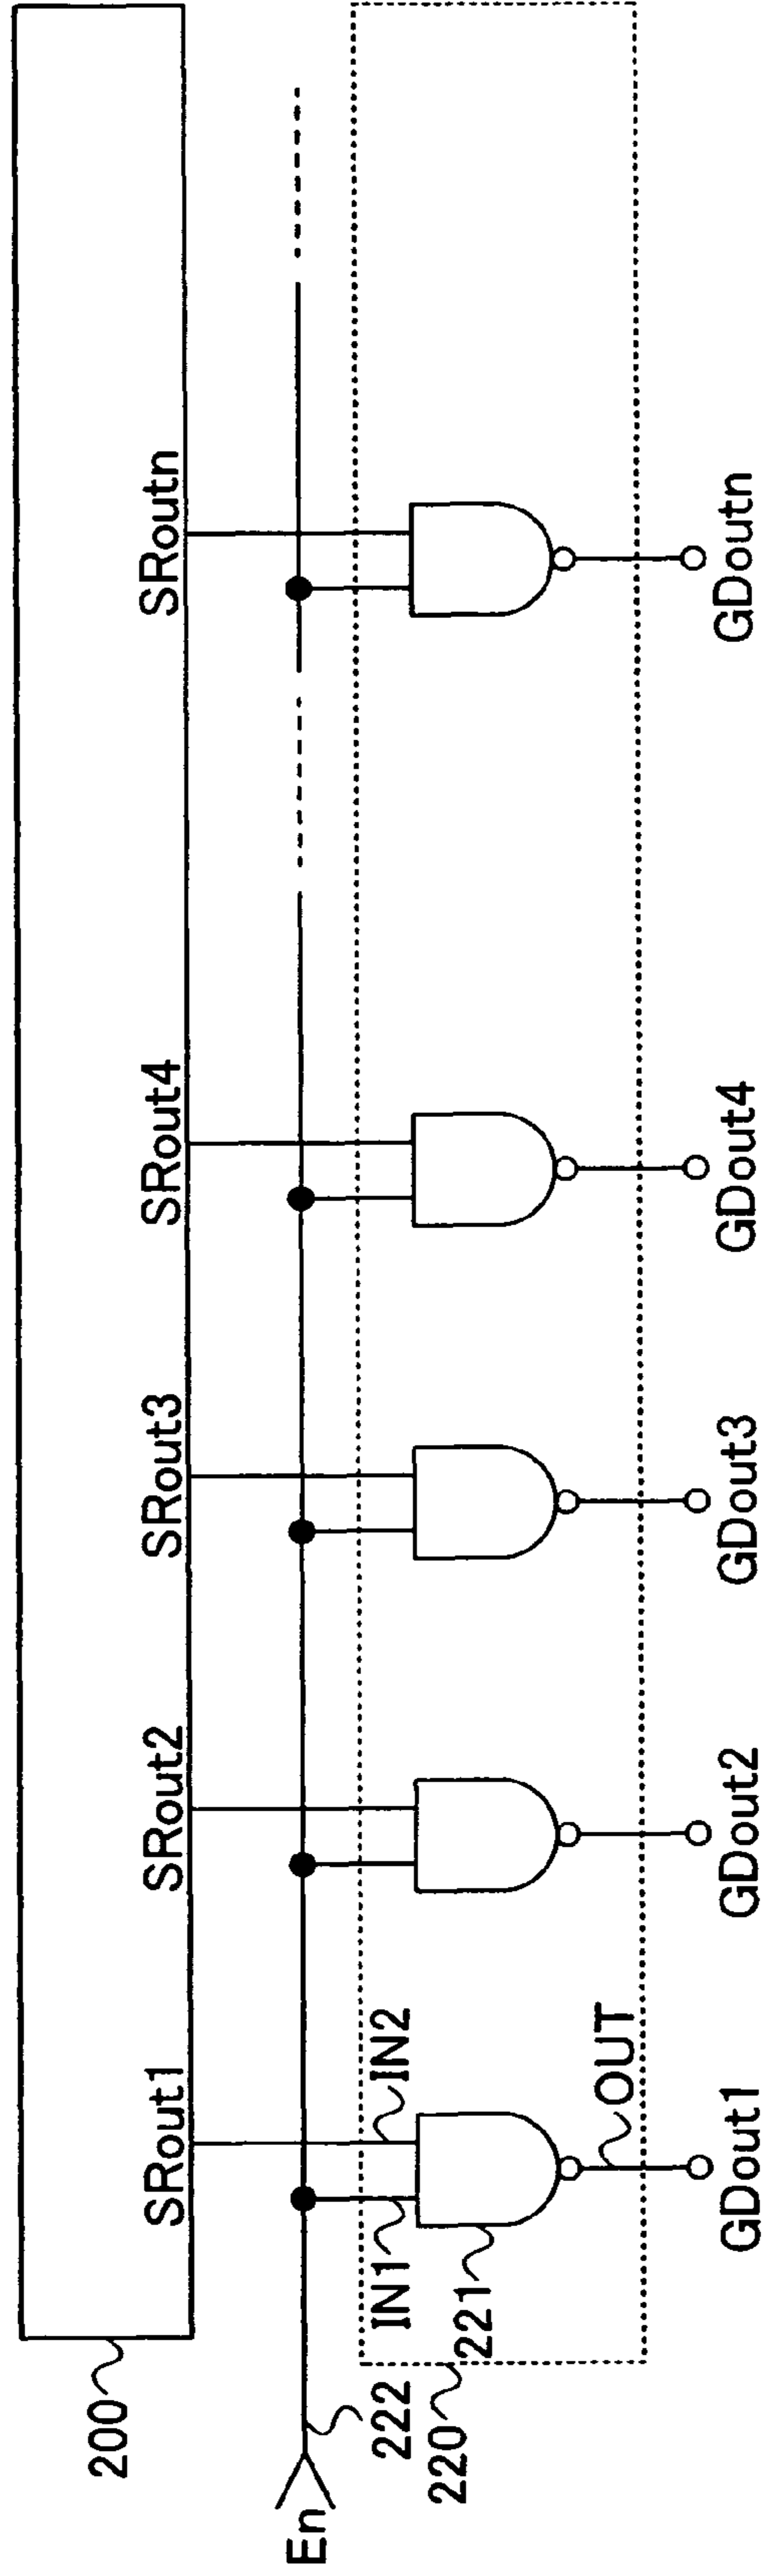 200
SRout1 SRout2 SRout3 SRout4 SRoutn
En
222
220
IN1 IN2
221
OUT
GDout1 GDout2 GDout3 GDout4 GDoutn